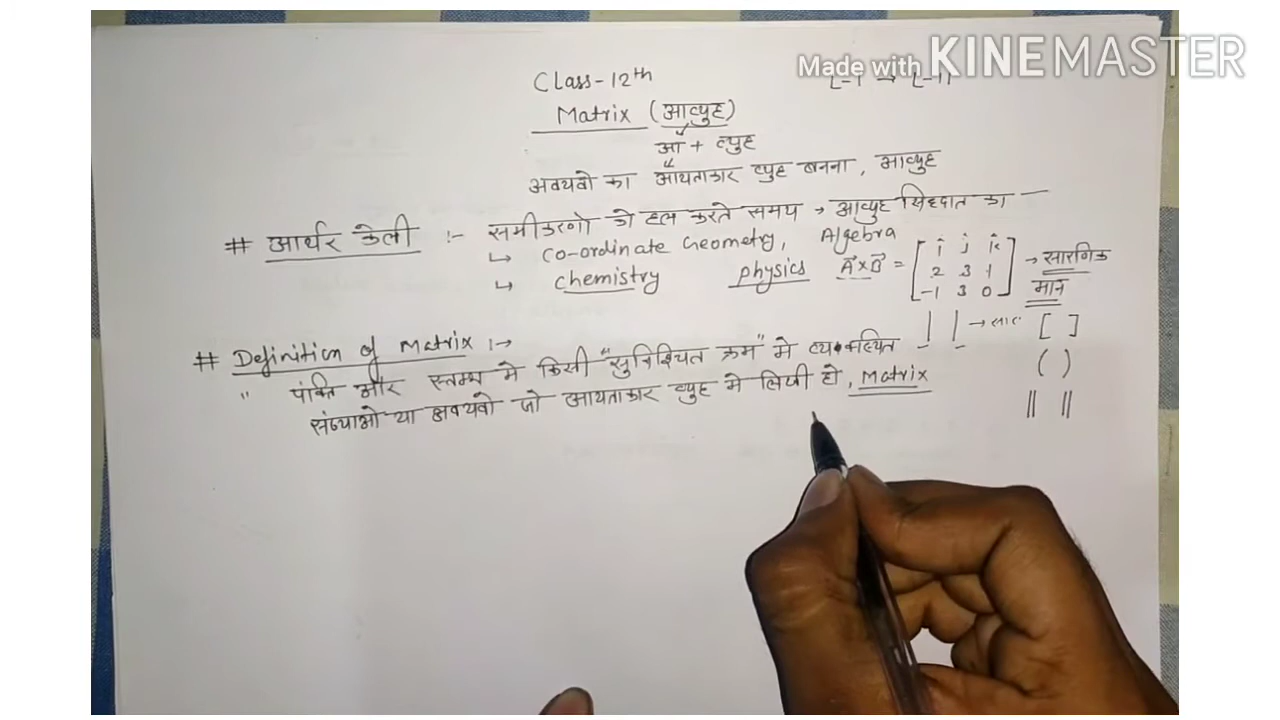 Made with KINEMASTER
Class-12th
Matrix (आव्युह)
आ + व्युह
अवयवो का आयताकार व्युह बनना, आव्युह
# आर्थर केली :- समीकरणो को हल करते समय → आव्युह सिद्दात का —
↳ Co-ordinate Geometry, Algebra
↳ Chemistry physics A⃗×B⃗ = [ i j k → सारणिक
2 3 1 मान
-1 3 0 ]
# Definition of Matrix :→ | | → सार. [ ]
" पंक्ति और स्तम्भ मे किसी "सुनिश्चित क्रम" मे व्यवस्थित ( )
संख्याओ या अवयवो जो आयताकार व्युह मे लिखी हो, Matrix || ||